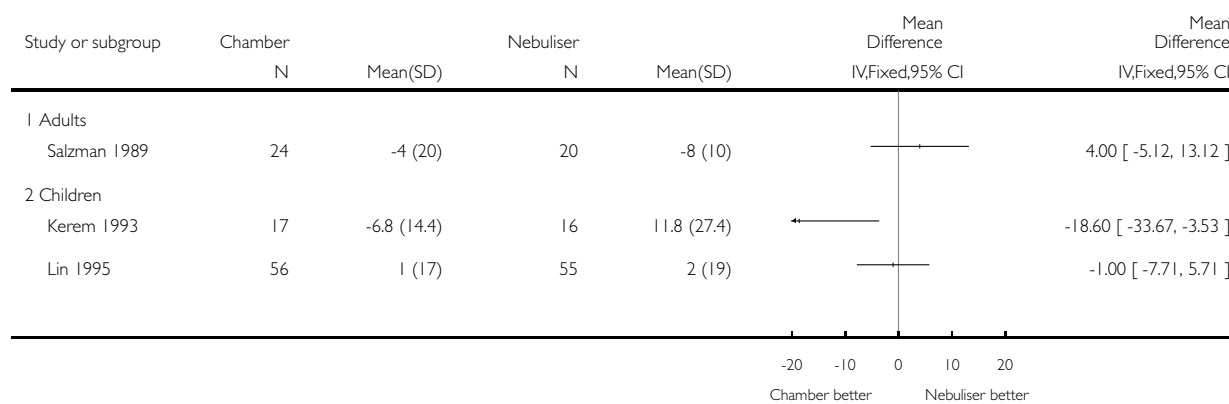 Mean Mean
Study or subgroup Chamber Nebuliser Difference Difference
N Mean(SD) N Mean(SD) IV,Fixed,95% CI IV,Fixed,95% CI
1 Adults
Salzman 1989 24 -4 (20) 20 -8 (10) 4.00 [ -5.12, 13.12 ]
2 Children
Kerem 1993 17 -6.8 (14.4) 16 11.8 (27.4) -18.60 [ -33.67, -3.53 ]
Lin 1995 56 1 (17) 55 2 (19) -1.00 [ -7.71, 5.71 ]
-20 -10 0 10 20
Chamber better Nebuliser better